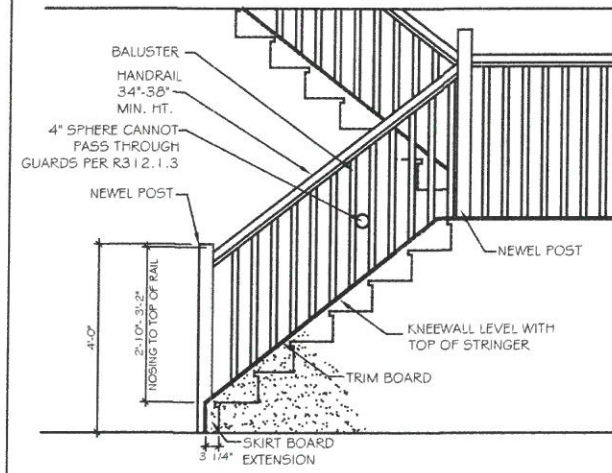 BALUSTER
HANDRAIL
34"-38"
MIN. HT.
4" SPHERE CANNOT
PASS THROUGH
GUARDS PER R312.1.3
NEWEL POST
4'-0"
2'-10"- 3'-2"
NOSING TO TOP OF RAIL
NEWEL POST
KNEEWALL LEVEL WITH
TOP OF STRINGER
TRIM BOARD
SKIRT BOARD
EXTENSION
3 1/4"